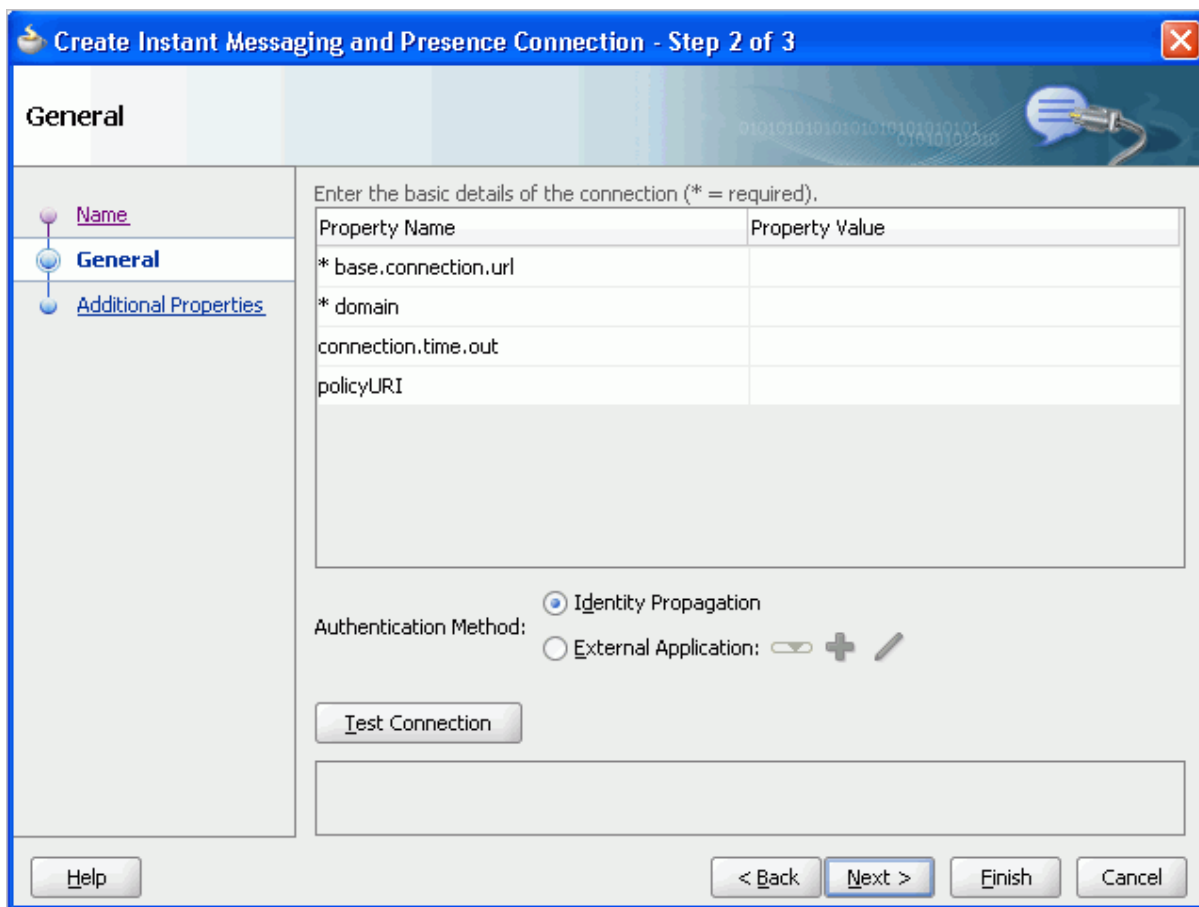 Create Instant Messaging and Presence Connection - Step 2 of 3
General
01010101010101010101010101
01010101010
Name
General
Additional Properties
Enter the basic details of the connection (* = required).
Property Name Property Value
* base.connection.url
* domain
connection.time.out
policyURI
Authentication Method:
Identity Propagation
External Application:
Test Connection
Help < Back Next > Finish Cancel